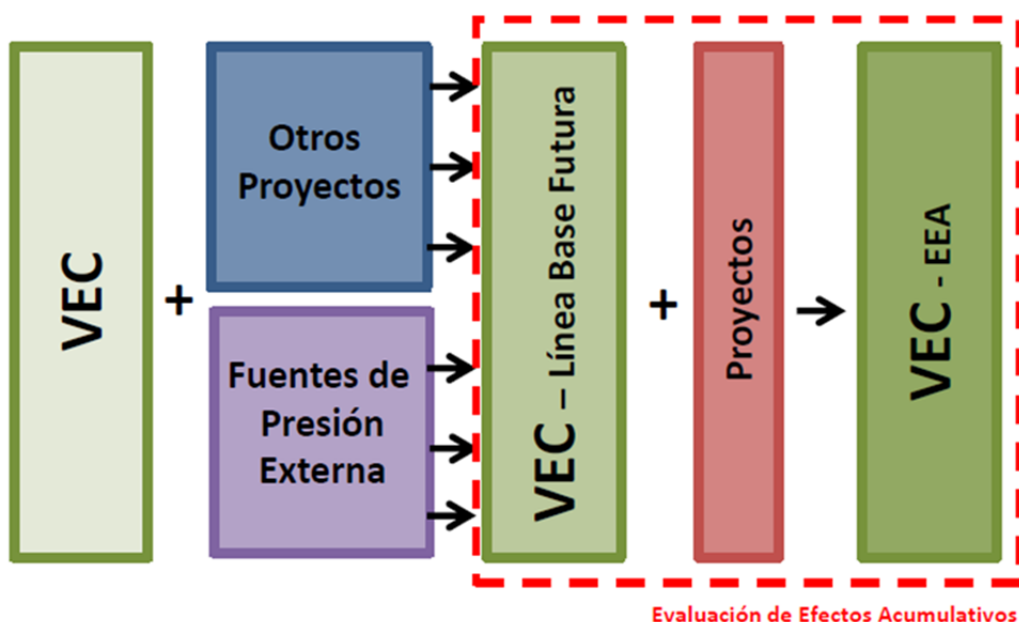 VEC
+
Otros
Proyectos
Fuentes de
Presión
Externa
VEC – Línea Base Futura
+
Proyectos
VEC - EEA
Evaluación de Efectos Acumulativos